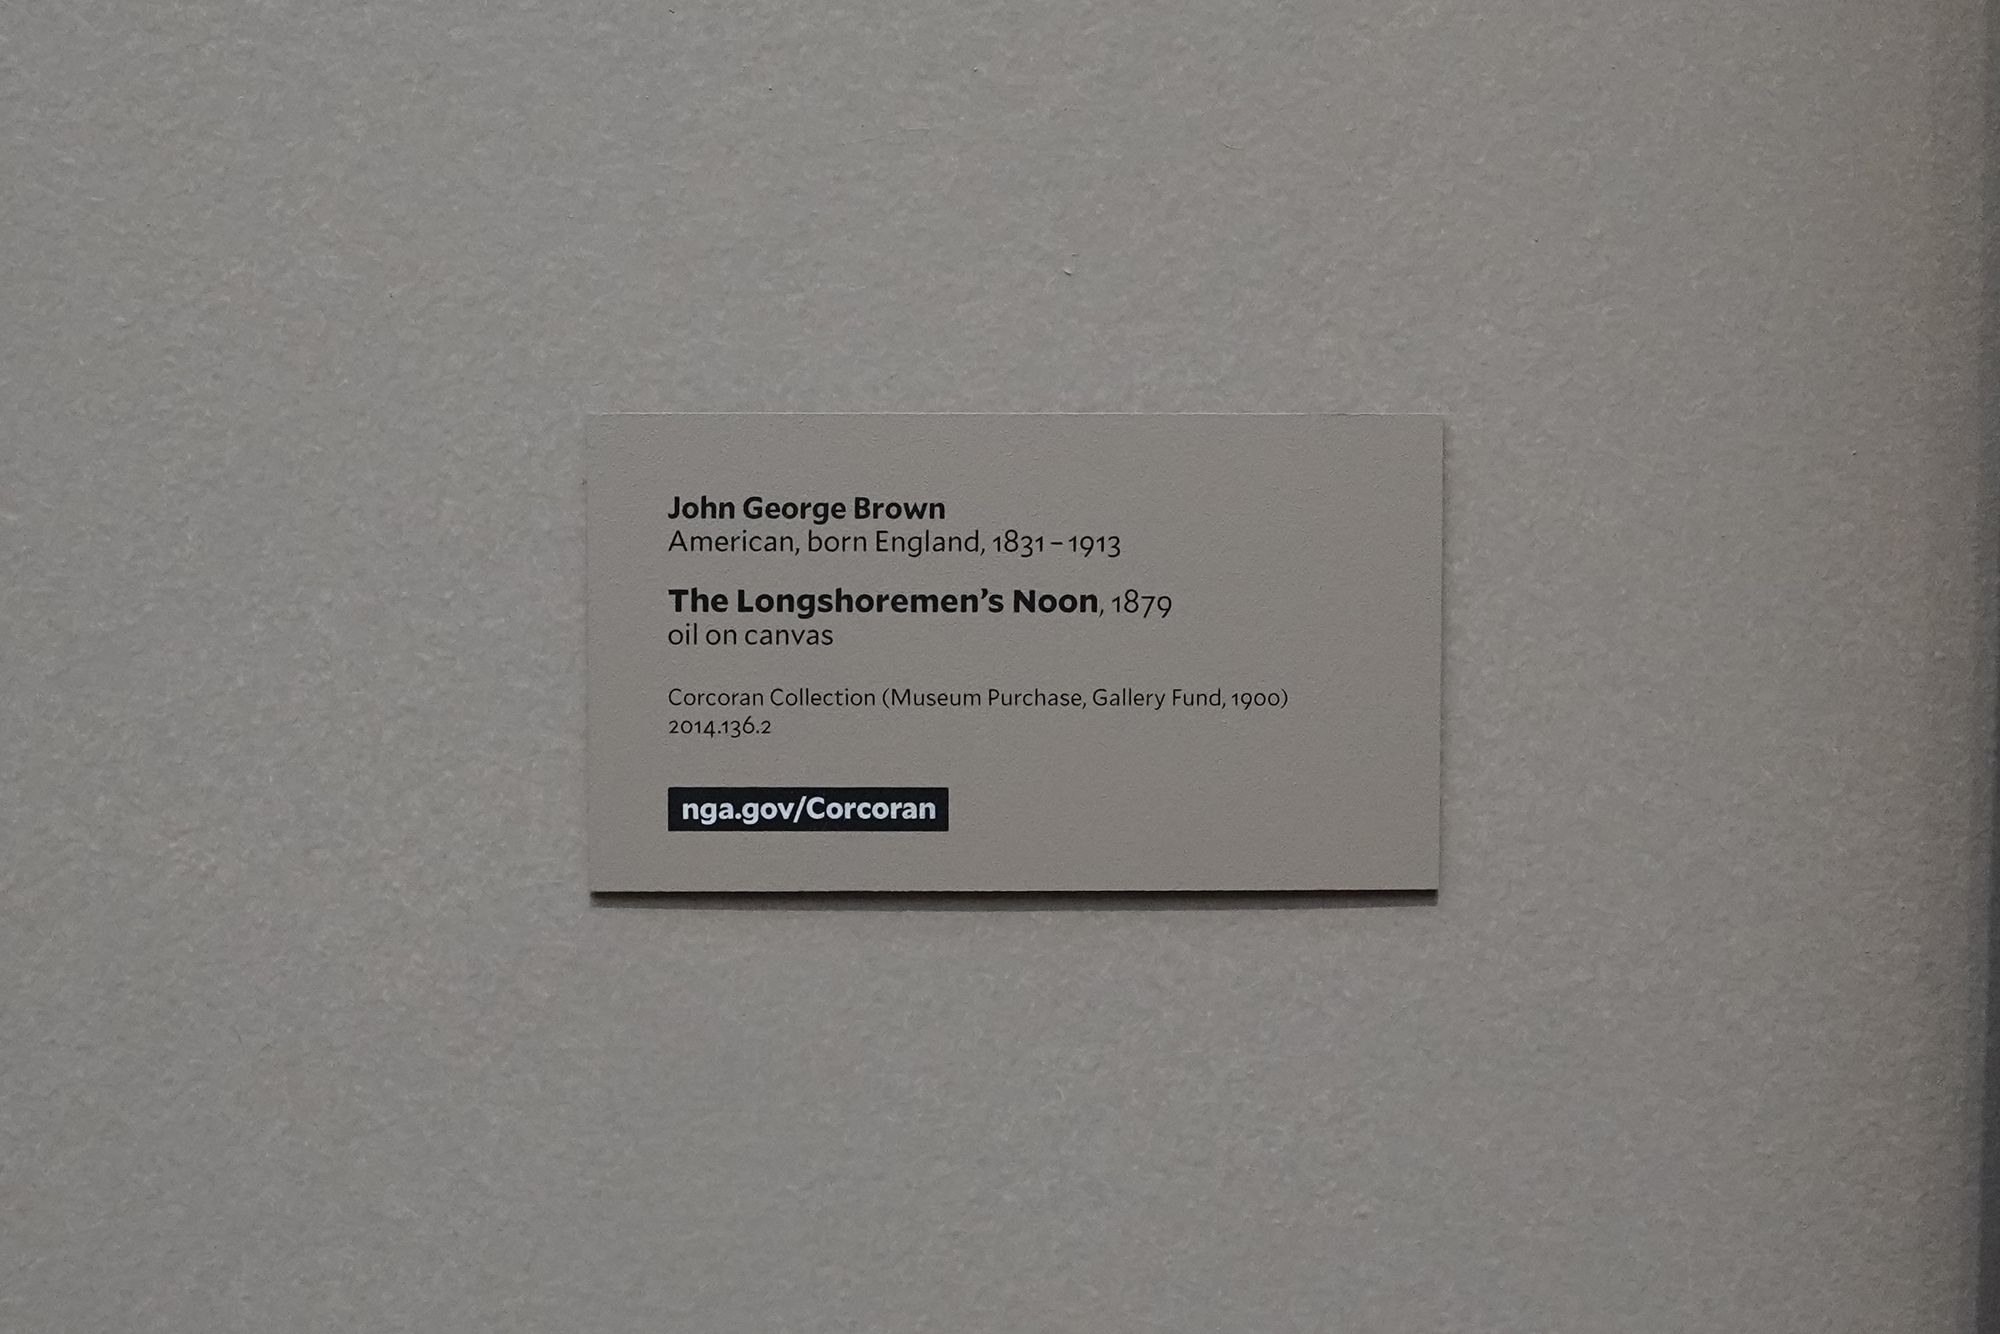 John George Brown
American, born England, 1831–1913
The Longshoremen’s Noon, 1879
oil on canvas
Corcoran Collection (Museum Purchase, Gallery Fund, 1900)
2014.136.2
nga.gov/Corcoran